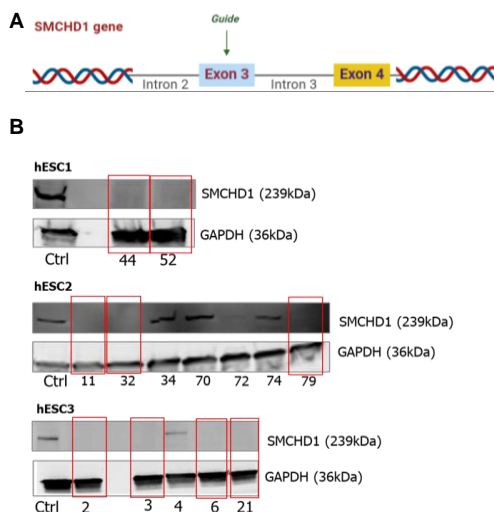 A
SMCHD1 gene
Guide
Exon 3
Exon 4
Intron 2
Intron 3
B
hESC1
SMCHD1 (239kDa)
GAPDH (36kDa)
Ctrl 44 52
hESC2
SMCHD1 (239kDa)
GAPDH (36kDa)
Ctrl 11 32 34 70 72 74 79
hESC3
SMCHD1 (239kDa)
GAPDH (36kDa)
Ctrl 2 3 4 6 21